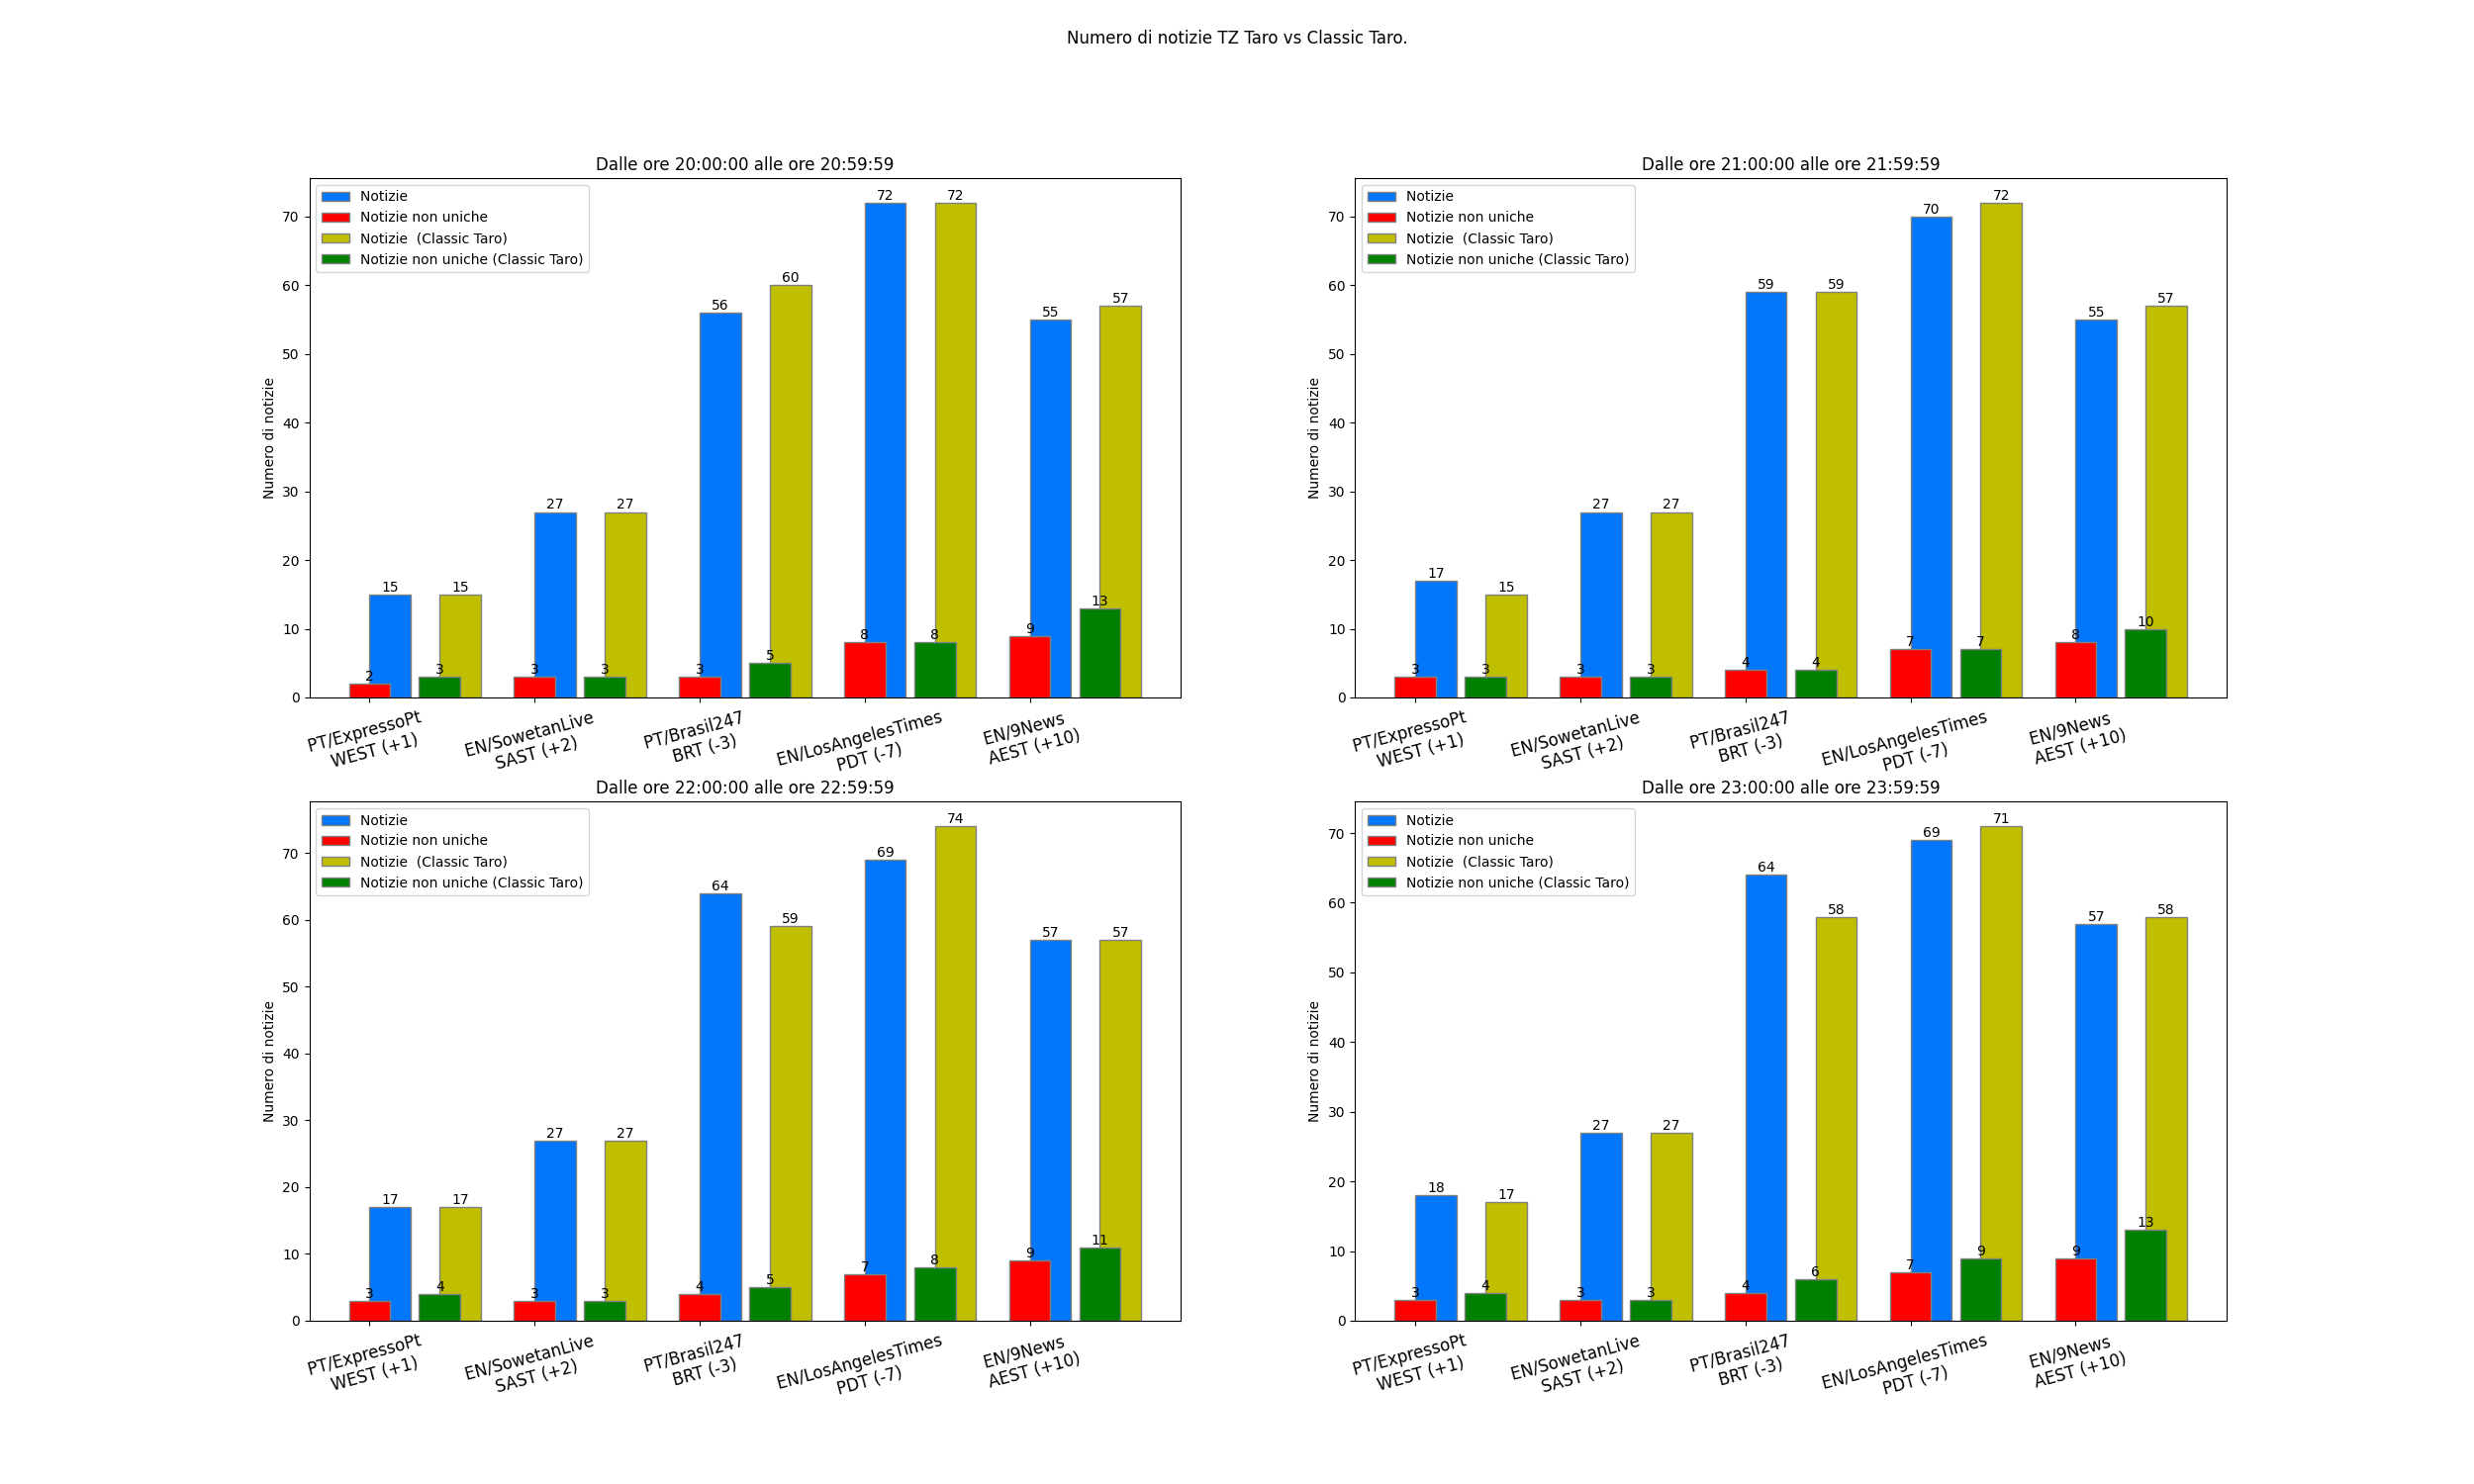 Numero di notizie TZ Taro vs Classic Taro.
Dalle ore 20:00:00 alle ore 20:59:59
Notizie
Notizie non uniche
Notizie  (Classic Taro)
Notizie non uniche (Classic Taro)
Numero di notizie
70
60
50
40
30
20
10
0
15
15
27
27
56
60
72
72
55
57
2
3
3
3
3
5
8
8
9
13
PT/ExpressoPt
WEST (+1)
EN/SowetanLive
SAST (+2)
PT/Brasil247
BRT (-3)
EN/LosAngelesTimes
PDT (-7)
EN/9News
AEST (+10)
Dalle ore 21:00:00 alle ore 21:59:59
Notizie
Notizie non uniche
Notizie  (Classic Taro)
Notizie non uniche (Classic Taro)
Numero di notizie
70
60
50
40
30
20
10
0
17
15
27
27
59
59
70
72
55
57
3
3
3
3
4
4
7
7
8
10
PT/ExpressoPt
WEST (+1)
EN/SowetanLive
SAST (+2)
PT/Brasil247
BRT (-3)
EN/LosAngelesTimes
PDT (-7)
EN/9News
AEST (+10)
Dalle ore 22:00:00 alle ore 22:59:59
Notizie
Notizie non uniche
Notizie  (Classic Taro)
Notizie non uniche (Classic Taro)
Numero di notizie
70
60
50
40
30
20
10
0
17
17
27
27
64
59
69
74
57
57
3
4
3
3
4
5
7
8
9
11
PT/ExpressoPt
WEST (+1)
EN/SowetanLive
SAST (+2)
PT/Brasil247
BRT (-3)
EN/LosAngelesTimes
PDT (-7)
EN/9News
AEST (+10)
Dalle ore 23:00:00 alle ore 23:59:59
Notizie
Notizie non uniche
Notizie  (Classic Taro)
Notizie non uniche (Classic Taro)
Numero di notizie
70
60
50
40
30
20
10
0
18
17
27
27
64
58
69
71
57
58
3
4
3
3
4
6
7
9
9
13
PT/ExpressoPt
WEST (+1)
EN/SowetanLive
SAST (+2)
PT/Brasil247
BRT (-3)
EN/LosAngelesTimes
PDT (-7)
EN/9News
AEST (+10)